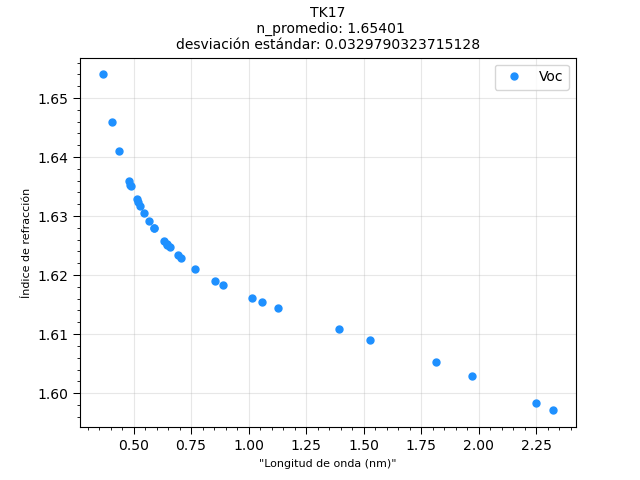 TK17
n_promedio: 1.65401
desviación estándar: 0.0329790323715128
Voc
1.65
1.64
1.63
1.62
1.61
1.60
Índice de refracción
0.50 0.75 1.00 1.25 1.50 1.75 2.00 2.25
"Longitud de onda (nm)"